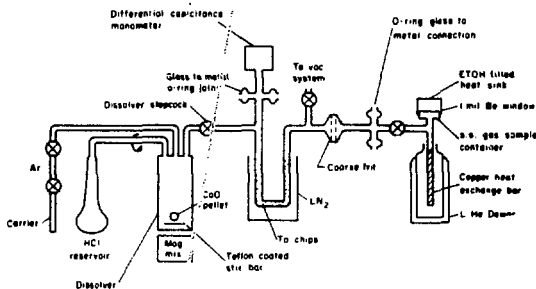 Differential capacitance
manometer
O-ring glass to
metal connection
Glass to metal
o-ring joint
To vac
system
ETOH filled
heat sink
1 mil Be window
Dissolver stopcock
s.s. gas sample
container
Ar
CaO
pellet
Coarse frit
Copper heat
exchange bar
LN2
Carrier
HCl
reservoir
Mag
mix
Ta chips
L He Dewar
Teflon coated
stir bar
Dissolver